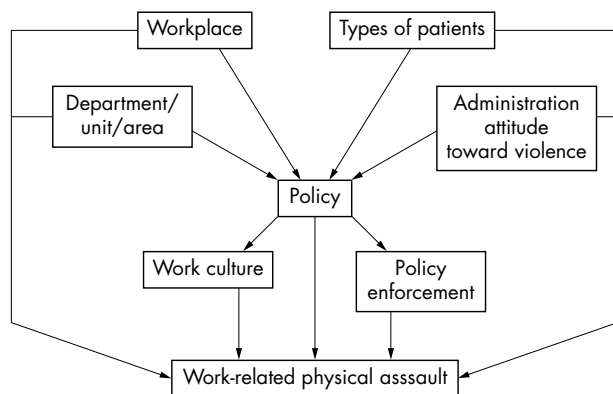 Workplace
Types of patients
Department/
unit/area
Administration
attitude
toward violence
Policy
Work culture
Policy
enforcement
Work-related physical asssault